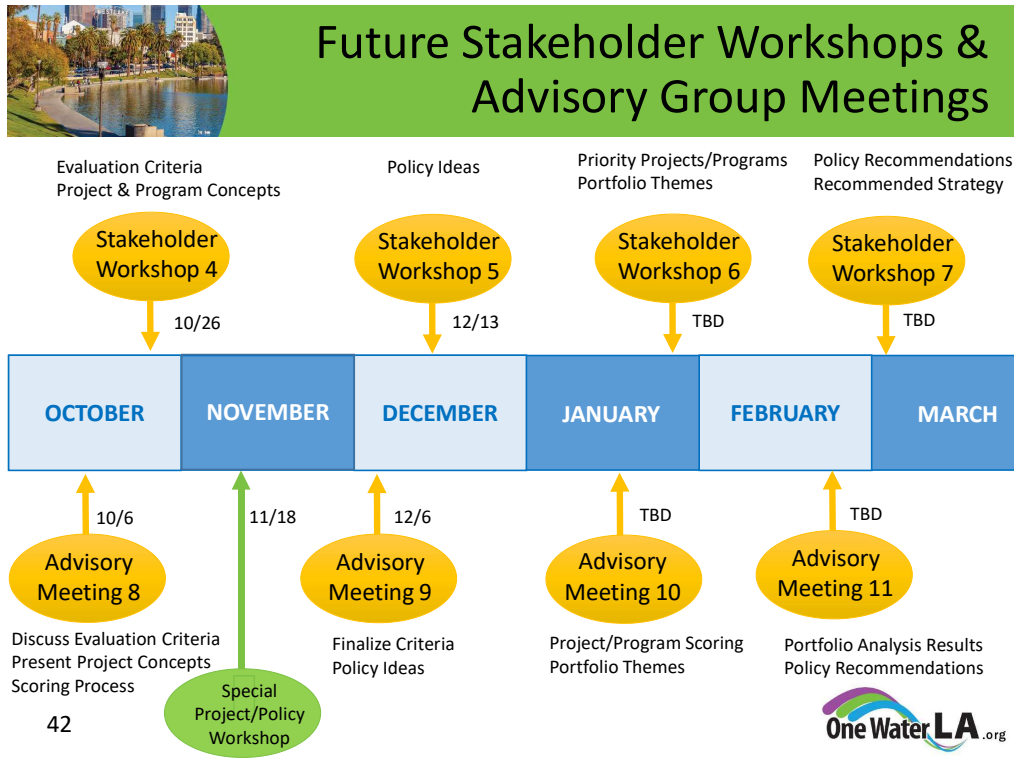 Future Stakeholder Workshops &
Advisory Group Meetings
Evaluation Criteria
Project & Program Concepts
Policy Ideas
Priority Projects/Programs
Portfolio Themes
Policy Recommendations
Recommended Strategy
Stakeholder
Workshop 4
Stakeholder
Workshop 5
Stakeholder
Workshop 6
Stakeholder
Workshop 7
10/26
12/13
TBD
TBD
OCTOBER
NOVEMBER
DECEMBER
JANUARY
FEBRUARY
MARCH
10/6
11/18
12/6
TBD
TBD
Advisory
Meeting 8
Advisory
Meeting 9
Advisory
Meeting 10
Advisory
Meeting 11
Discuss Evaluation Criteria
Present Project Concepts
Scoring Process
Finalize Criteria
Policy Ideas
Project/Program Scoring
Portfolio Themes
Portfolio Analysis Results
Policy Recommendations
Special
Project/Policy
Workshop
42
One Water LA .org